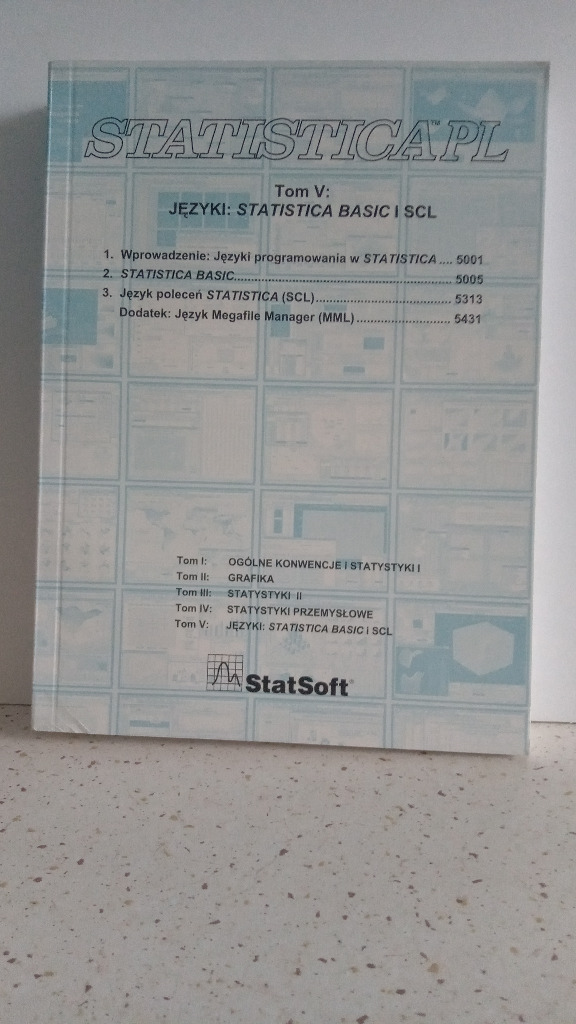 STATISTICA™ PL
Tom V:
JĘZYKI: STATISTICA BASIC I SCL
1. Wprowadzenie: Języki programowania w STATISTICA .... 5001
2. STATISTICA BASIC........................................................ 5005
3. Język poleceń STATISTICA (SCL)................................... 5313
Dodatek: Język Megafile Manager (MML)........................ 5431
Tom I: OGÓLNE KONWENCJE I STATYSTYKI I
Tom II: GRAFIKA
Tom III: STATYSTYKI II
Tom IV: STATYSTYKI PRZEMYSŁOWE
Tom V: JĘZYKI: STATISTICA BASIC i SCL
StatSoft®